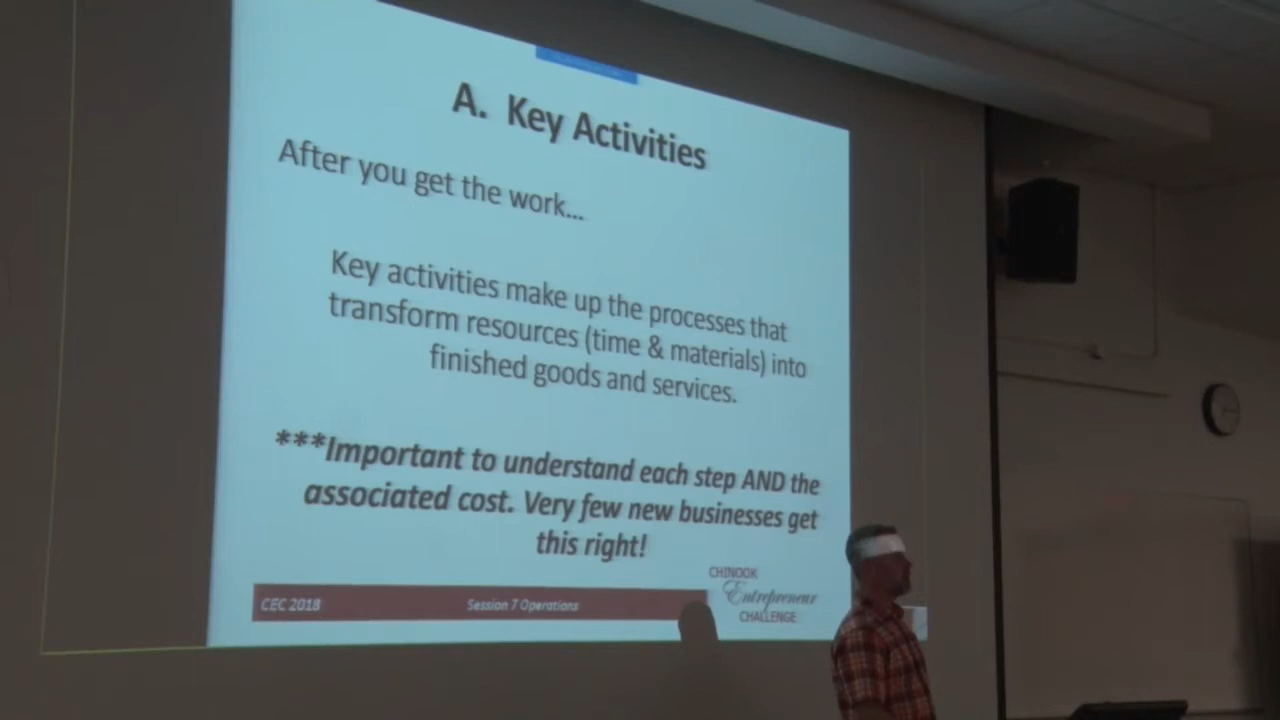 A. Key Activities
After you get the work...
Key activities make up the processes that
transform resources (time & materials) into
finished goods and services.
***Important to understand each step AND the
associated cost. Very few new businesses get
this right!
CHINOOK
Entrepreneur
CHALLENGE
CEC 2018 Session 7 Operations